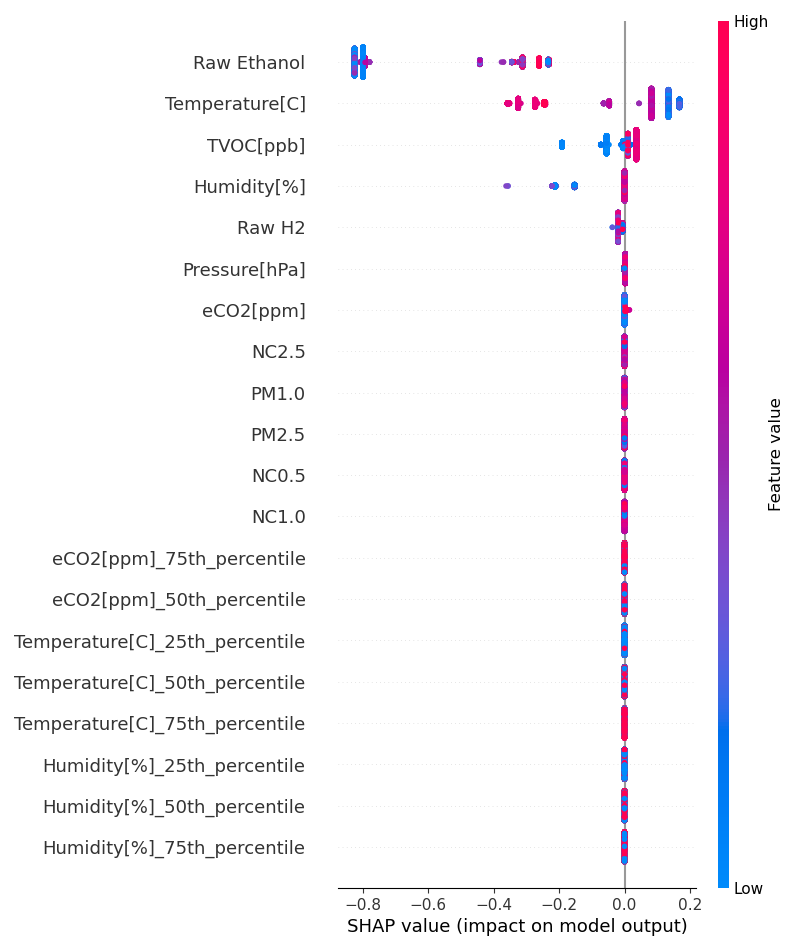 High
Raw Ethanol
Temperature[C]
TVOC[ppb]
Humidity[%]
Raw H2
Pressure[hPa]
eCO2[ppm]
NC2.5
PM1.0
PM2.5
NC0.5
NC1.0
eCO2[ppm]_75th_percentile
eCO2[ppm]_50th_percentile
Temperature[C]_25th_percentile
Temperature[C]_50th_percentile
Temperature[C]_75th_percentile
Humidity[%]_25th_percentile
Humidity[%]_50th_percentile
Humidity[%]_75th_percentile
Feature value
Low
−0.8 −0.6 −0.4 −0.2 0.0 0.2
SHAP value (impact on model output)